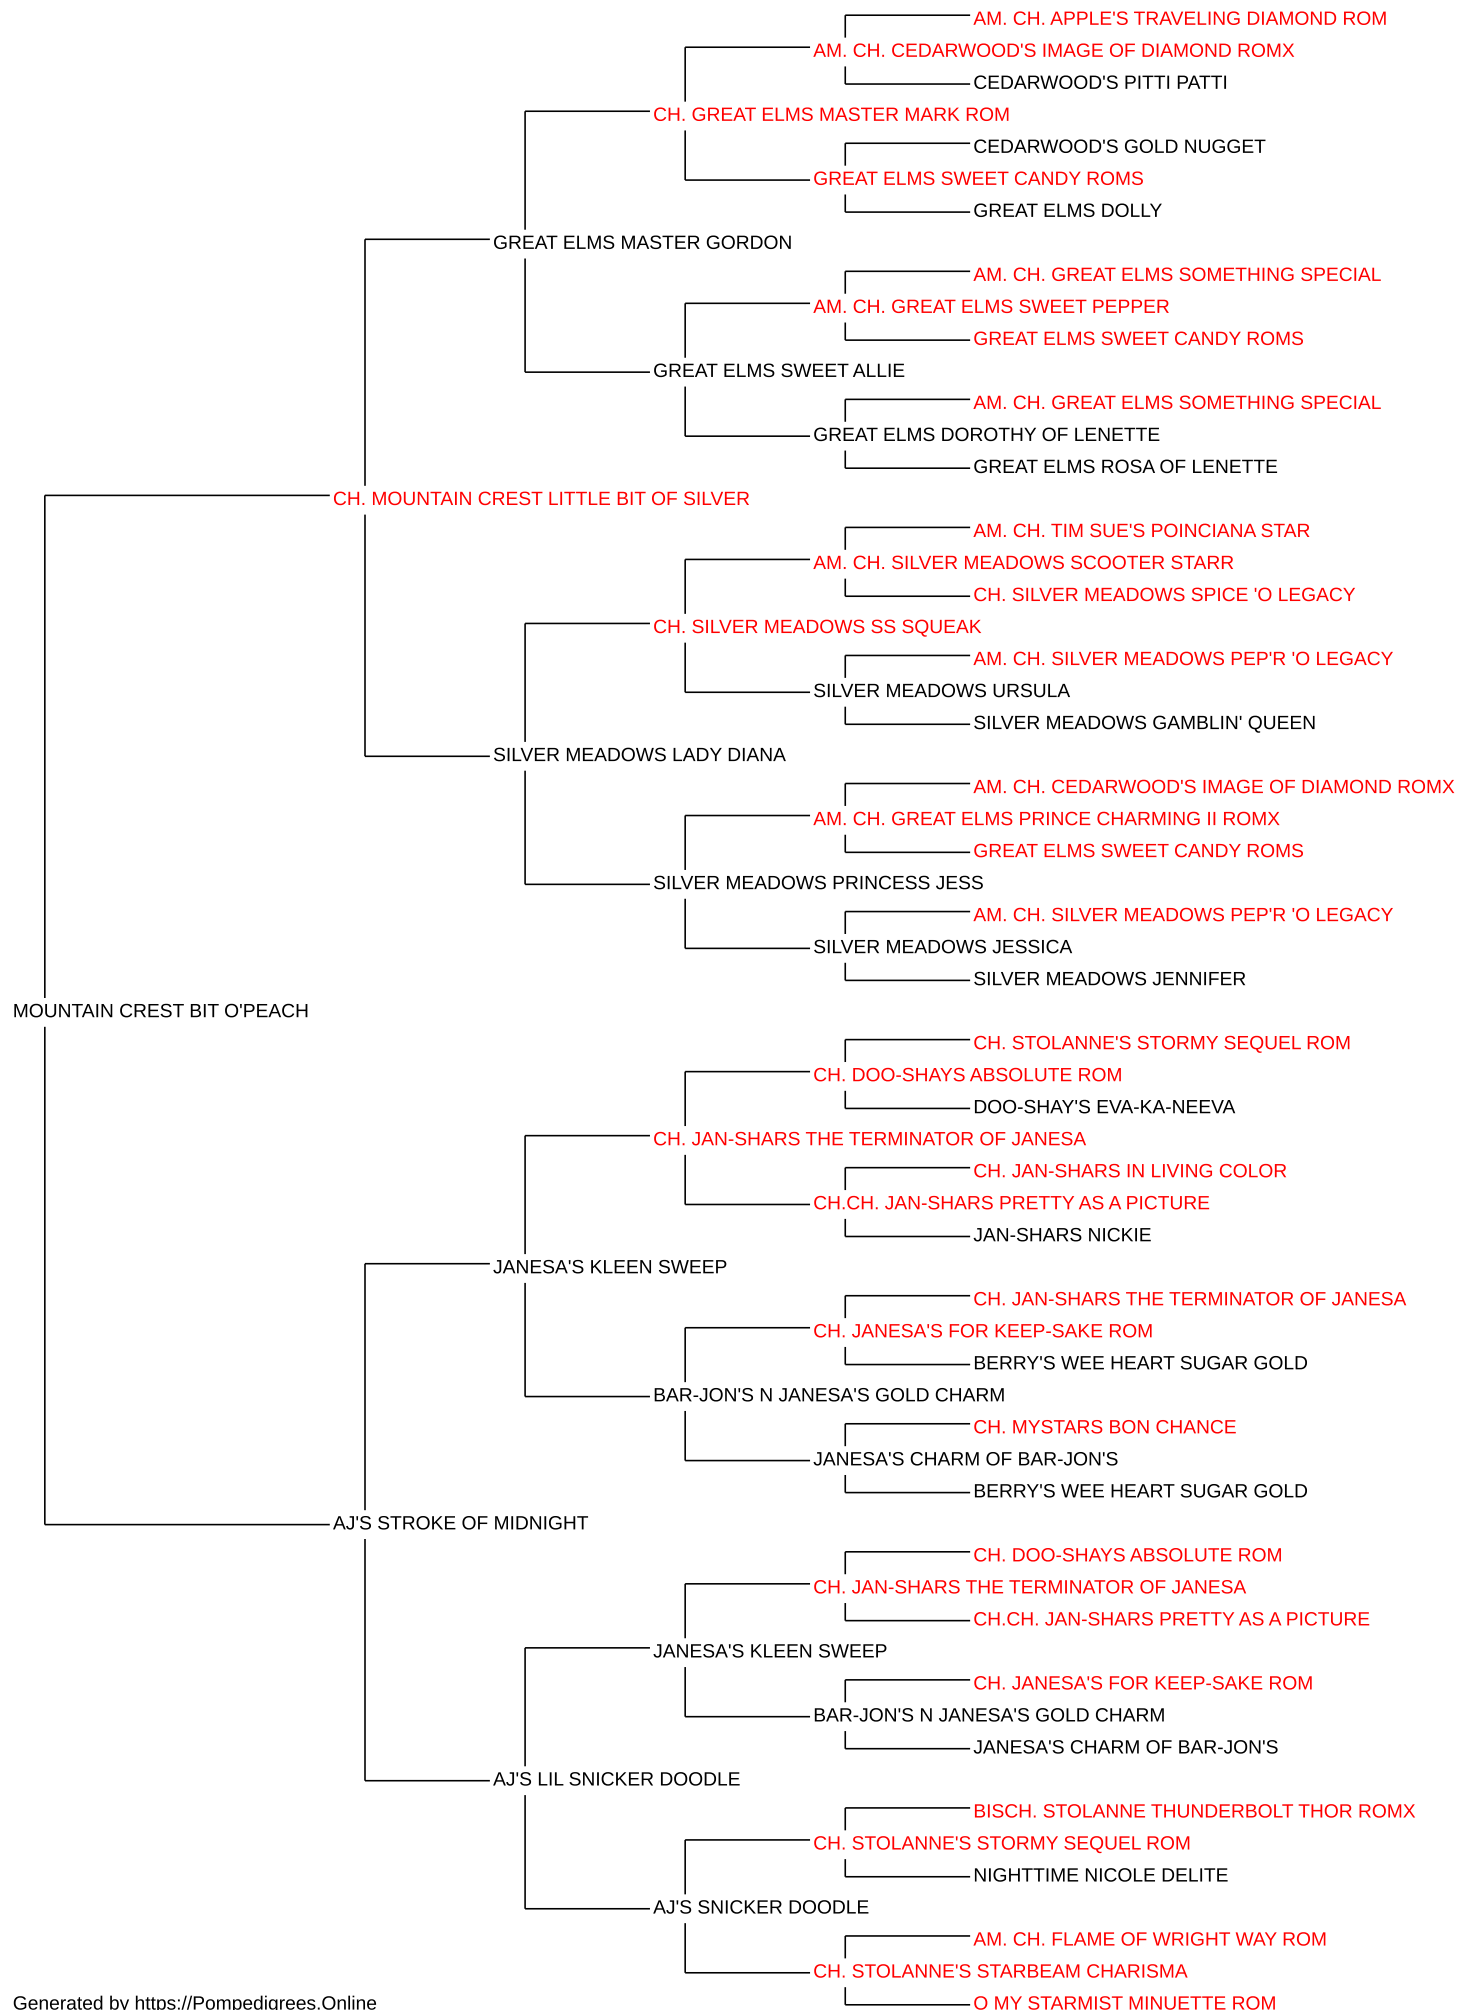 AM. CH. APPLE'S TRAVELING DIAMOND ROM
AM. CH. CEDARWOOD'S IMAGE OF DIAMOND ROMX
CEDARWOOD'S PITTI PATTI
CH. GREAT ELMS MASTER MARK ROM
CEDARWOOD'S GOLD NUGGET
GREAT ELMS SWEET CANDY ROMS
GREAT ELMS DOLLY
GREAT ELMS MASTER GORDON
AM. CH. GREAT ELMS SOMETHING SPECIAL
AM. CH. GREAT ELMS SWEET PEPPER
GREAT ELMS SWEET CANDY ROMS
GREAT ELMS SWEET ALLIE
AM. CH. GREAT ELMS SOMETHING SPECIAL
GREAT ELMS DOROTHY OF LENETTE
GREAT ELMS ROSA OF LENETTE
CH. MOUNTAIN CREST LITTLE BIT OF SILVER
AM. CH. TIM SUE'S POINCIANA STAR
AM. CH. SILVER MEADOWS SCOOTER STARR
CH. SILVER MEADOWS SPICE 'O LEGACY
CH. SILVER MEADOWS SS SQUEAK
AM. CH. SILVER MEADOWS PEP'R 'O LEGACY
SILVER MEADOWS URSULA
SILVER MEADOWS GAMBLIN' QUEEN
SILVER MEADOWS LADY DIANA
AM. CH. CEDARWOOD'S IMAGE OF DIAMOND ROMX
AM. CH. GREAT ELMS PRINCE CHARMING II ROMX
GREAT ELMS SWEET CANDY ROMS
SILVER MEADOWS PRINCESS JESS
AM. CH. SILVER MEADOWS PEP'R 'O LEGACY
SILVER MEADOWS JESSICA
SILVER MEADOWS JENNIFER
MOUNTAIN CREST BIT O'PEACH
CH. STOLANNE'S STORMY SEQUEL ROM
CH. DOO-SHAYS ABSOLUTE ROM
DOO-SHAY'S EVA-KA-NEEVA
CH. JAN-SHARS THE TERMINATOR OF JANESA
CH. JAN-SHARS IN LIVING COLOR
CH.CH. JAN-SHARS PRETTY AS A PICTURE
JAN-SHARS NICKIE
JANESA'S KLEEN SWEEP
CH. JAN-SHARS THE TERMINATOR OF JANESA
CH. JANESA'S FOR KEEP-SAKE ROM
BERRY'S WEE HEART SUGAR GOLD
BAR-JON'S N JANESA'S GOLD CHARM
CH. MYSTARS BON CHANCE
JANESA'S CHARM OF BAR-JON'S
BERRY'S WEE HEART SUGAR GOLD
AJ'S STROKE OF MIDNIGHT
CH. DOO-SHAYS ABSOLUTE ROM
CH. JAN-SHARS THE TERMINATOR OF JANESA
CH.CH. JAN-SHARS PRETTY AS A PICTURE
JANESA'S KLEEN SWEEP
CH. JANESA'S FOR KEEP-SAKE ROM
BAR-JON'S N JANESA'S GOLD CHARM
JANESA'S CHARM OF BAR-JON'S
AJ'S LIL SNICKER DOODLE
BISCH. STOLANNE THUNDERBOLT THOR ROMX
CH. STOLANNE'S STORMY SEQUEL ROM
NIGHTTIME NICOLE DELITE
AJ'S SNICKER DOODLE
AM. CH. FLAME OF WRIGHT WAY ROM
CH. STOLANNE'S STARBEAM CHARISMA
O MY STARMIST MINUETTE ROM
Generated by https://Pompedigrees.Online